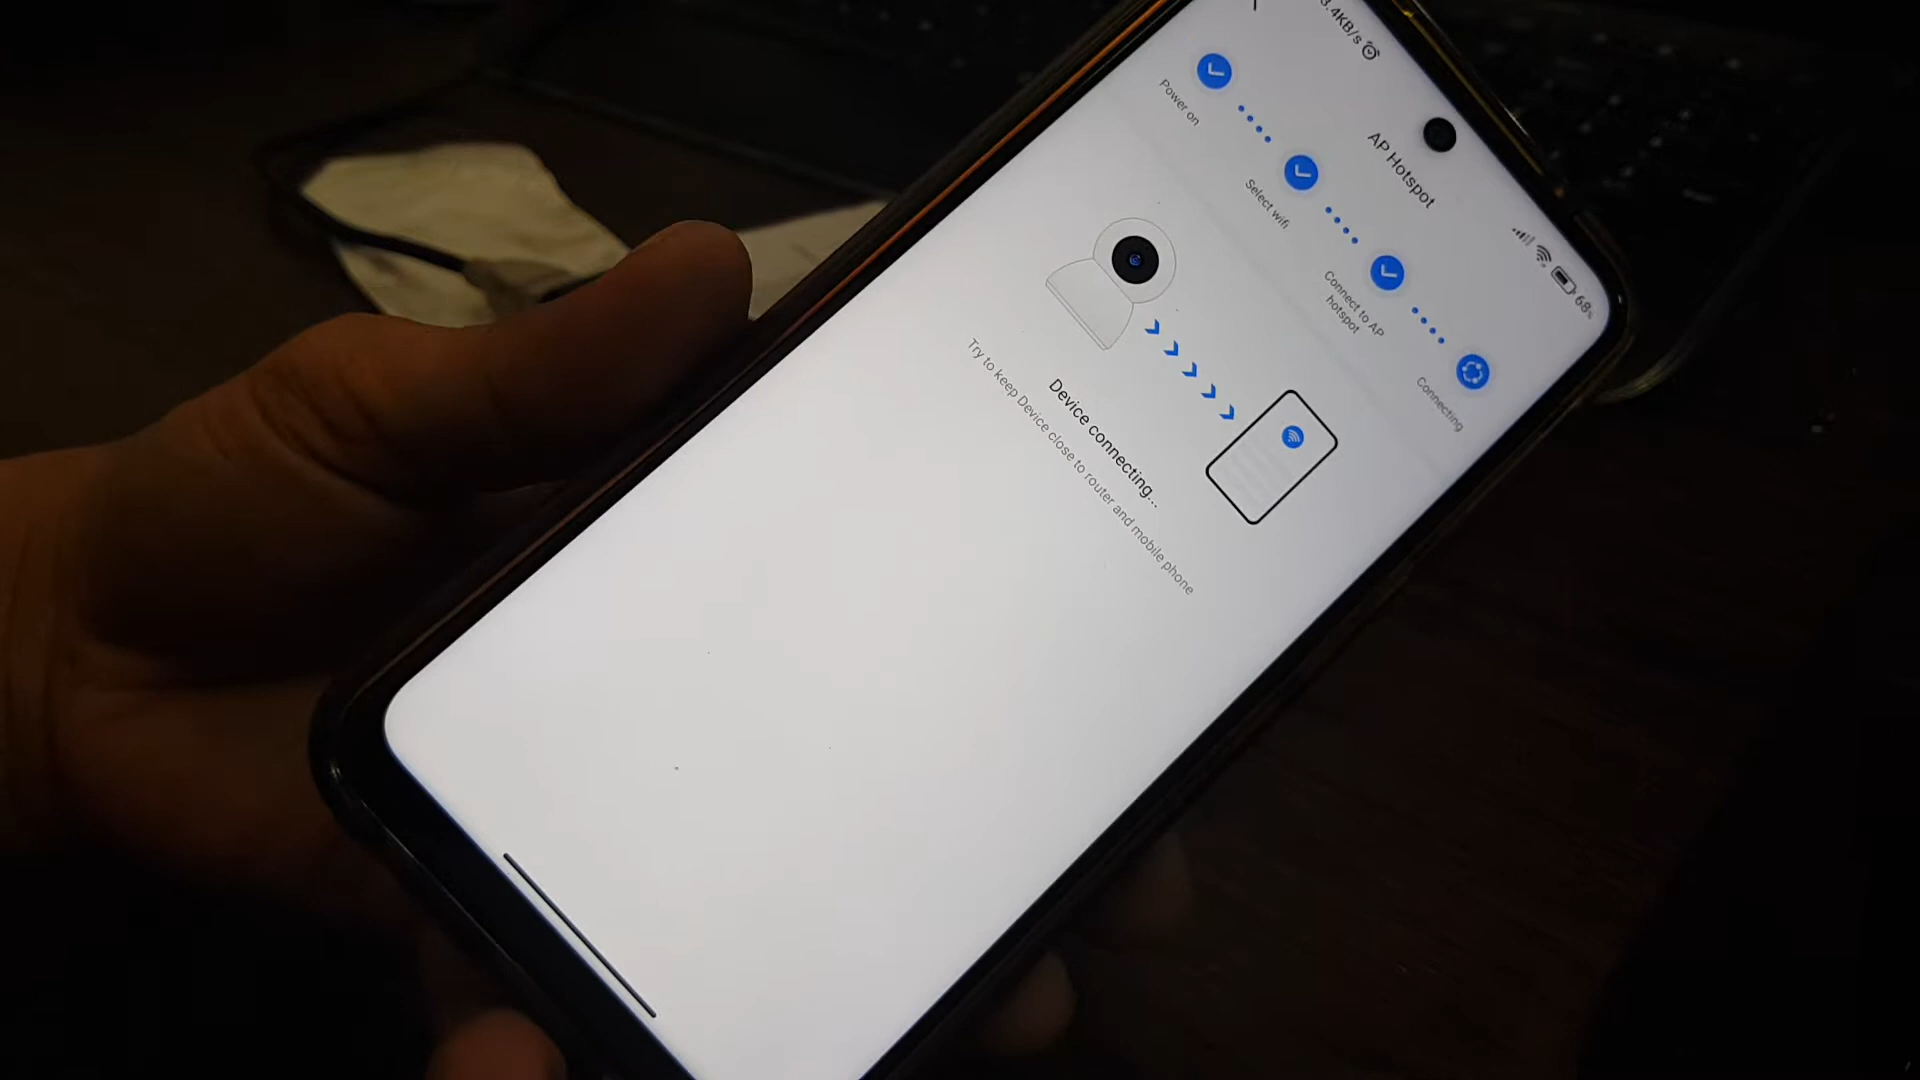 3.4KB/s
68%
AP Hotspot
Power on
Select wifi
Connect to AP
hotspot
Connecting
Device connecting...
Try to keep Device close to router and mobile phone